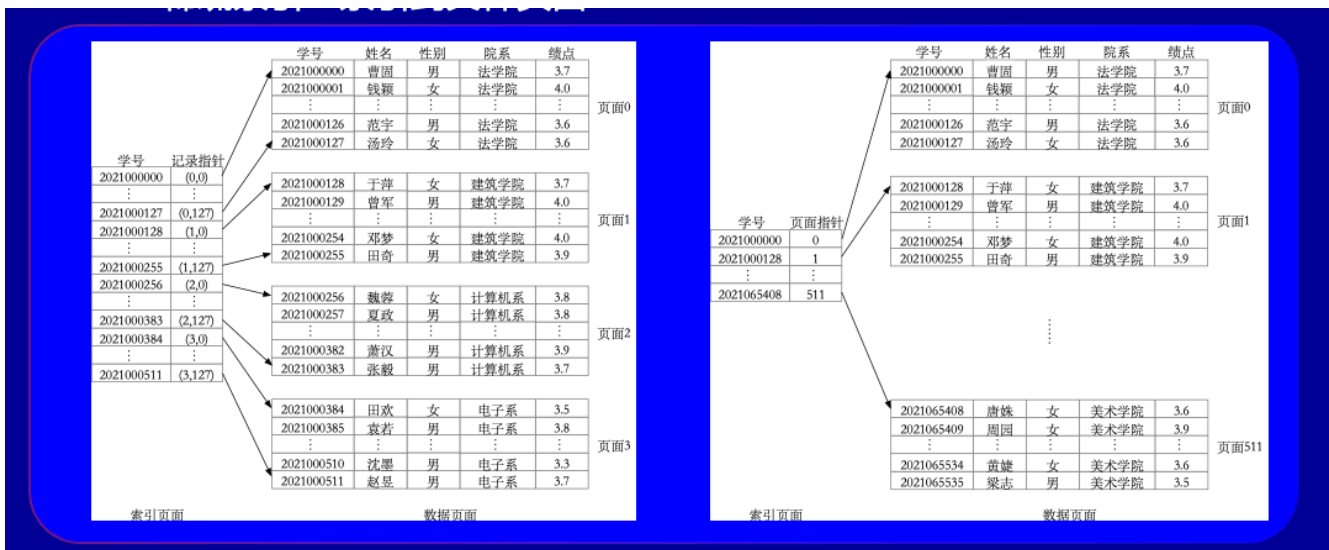 学号 姓名 性别 院系 绩点
2021000000 曹固 男 法学院 3.7
2021000001 钱颖 女 法学院 4.0
⋮ ⋮ ⋮ ⋮ ⋮
页面0
2021000126 范宇 男 法学院 3.6
2021000127 汤玲 女 法学院 3.6
学号 记录指针
2021000000 (0,0)
⋮ ⋮
2021000127 (0,127)
2021000128 (1,0)
⋮ ⋮
2021000255 (1,127)
2021000256 (2,0)
⋮ ⋮
2021000383 (2,127)
2021000384 (3,0)
⋮ ⋮
2021000511 (3,127)
2021000128 于萍 女 建筑学院 3.7
2021000129 曾军 男 建筑学院 4.0
⋮ ⋮ ⋮ ⋮ ⋮
页面1
2021000254 邓梦 女 建筑学院 4.0
2021000255 田奇 男 建筑学院 3.9
2021000256 魏蓉 女 计算机系 3.8
2021000257 夏政 男 计算机系 3.8
⋮ ⋮ ⋮ ⋮ ⋮
页面2
2021000382 萧汉 男 计算机系 3.9
2021000383 张毅 男 计算机系 3.7
2021000384 田欢 女 电子系 3.5
2021000385 袁若 男 电子系 3.8
⋮ ⋮ ⋮ ⋮ ⋮
页面3
2021000510 沈墨 男 电子系 3.3
2021000511 赵昱 男 电子系 3.7
索引页面 数据页面
学号 姓名 性别 院系 绩点
2021000000 曹固 男 法学院 3.7
2021000001 钱颖 女 法学院 4.0
⋮ ⋮ ⋮ ⋮ ⋮
页面0
2021000126 范宇 男 法学院 3.6
2021000127 汤玲 女 法学院 3.6
学号 页面指针
2021000000 0
2021000128 1
⋮ ⋮
2021065408 511
2021000128 于萍 女 建筑学院 3.7
2021000129 曾军 男 建筑学院 4.0
⋮ ⋮ ⋮ ⋮ ⋮
页面1
2021000254 邓梦 女 建筑学院 4.0
2021000255 田奇 男 建筑学院 3.9
⋮
2021065408 唐姝 女 美术学院 3.6
2021065409 周园 女 美术学院 3.9
⋮ ⋮ ⋮ ⋮ ⋮
页面511
2021065534 黄婕 女 美术学院 3.6
2021065535 梁志 男 美术学院 3.5
索引页面 数据页面